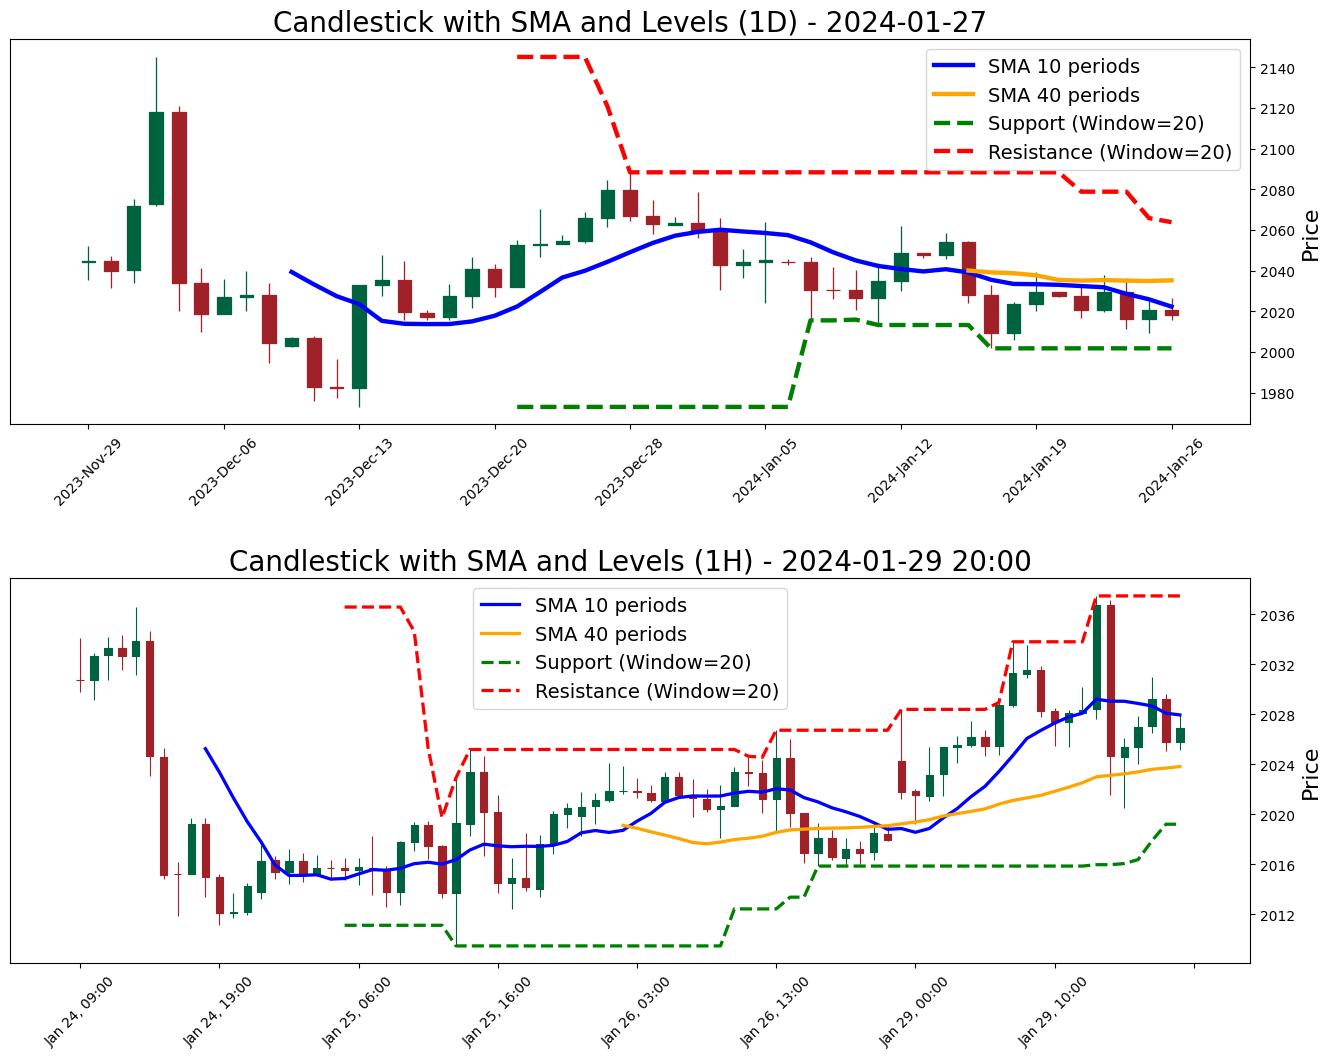 Candlestick with SMA and Levels (1D) - 2024-01-27
SMA 10 periods
SMA 40 periods
Support (Window=20)
Resistance (Window=20)
2140
2120
2100
2080
2060
2040
2020
2000
1980
Price
2023-Nov-29
2023-Dec-06
2023-Dec-13
2023-Dec-20
2023-Dec-28
2024-Jan-05
2024-Jan-12
2024-Jan-19
2024-Jan-26
Candlestick with SMA and Levels (1H) - 2024-01-29 20:00
SMA 10 periods
SMA 40 periods
Support (Window=20)
Resistance (Window=20)
2036
2032
2028
2024
2020
2016
2012
Price
Jan 24, 09:00
Jan 24, 19:00
Jan 25, 06:00
Jan 25, 16:00
Jan 26, 03:00
Jan 26, 13:00
Jan 29, 00:00
Jan 29, 10:00